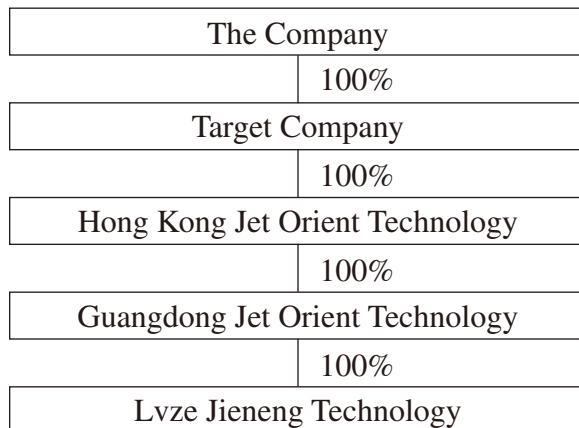 The Company
100%
Target Company
100%
Hong Kong Jet Orient Technology
100%
Guangdong Jet Orient Technology
100%
Lvze Jieneng Technology